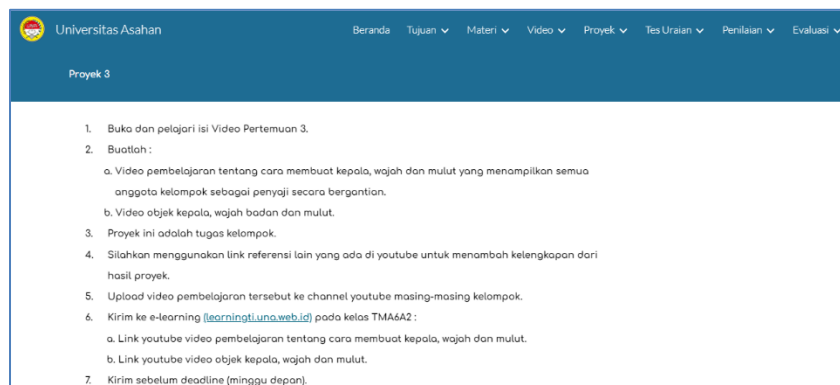 Universitas Asahan
Beranda Tujuan Materi Video Proyek Tes Uraian Penilaian Evaluasi
Proyek 3
1. Buka dan pelajari isi Video Pertemuan 3.
2. Buatlah :
a. Video pembelajaran tentang cara membuat kepala, wajah dan mulut yang menampilkan semua
anggota kelompok sebagai penyaji secara bergantian.
b. Video objek kepala, wajah badan dan mulut.
3. Proyek ini adalah tugas kelompok.
4. Silahkan menggunakan link referensi lain yang ada di youtube untuk menambah kelengkapan dari
hasil proyek.
5. Upload video pembelajaran tersebut ke channel youtube masing-masing kelompok.
6. Kirim ke e-learning (learningti.una.web.id) pada kelas TMA6A2 :
a. Link youtube video pembelajaran tentang cara membuat kepala, wajah dan mulut.
b. Link youtube video objek kepala, wajah dan mulut.
7. Kirim sebelum deadline (minggu depan).